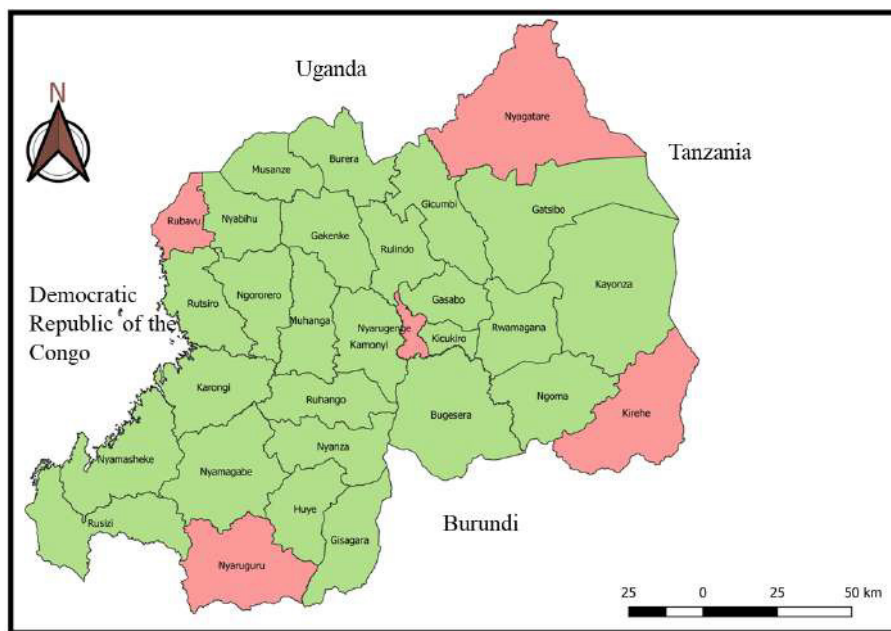 Uganda
N
Nyagatare
Tanzania
Burera
Musanze
Gicumbi
Gatsibo
Rubavu
Nyabihu
Gakenke
Rulindo
Kayonza
Democratic
Republic of the
Congo
Rutsiro
Ngororero
Muhanga
Gasabo
Nyarugenge
Kamonyi
Kicukiro
Rwamagana
Karongi
Ruhango
Bugesera
Ngoma
Kirehe
Nyamasheke
Nyamagabe
Nyanza
Huye
Rusizi
Gisagara
Burundi
Nyaruguru
25 0 25 50 km